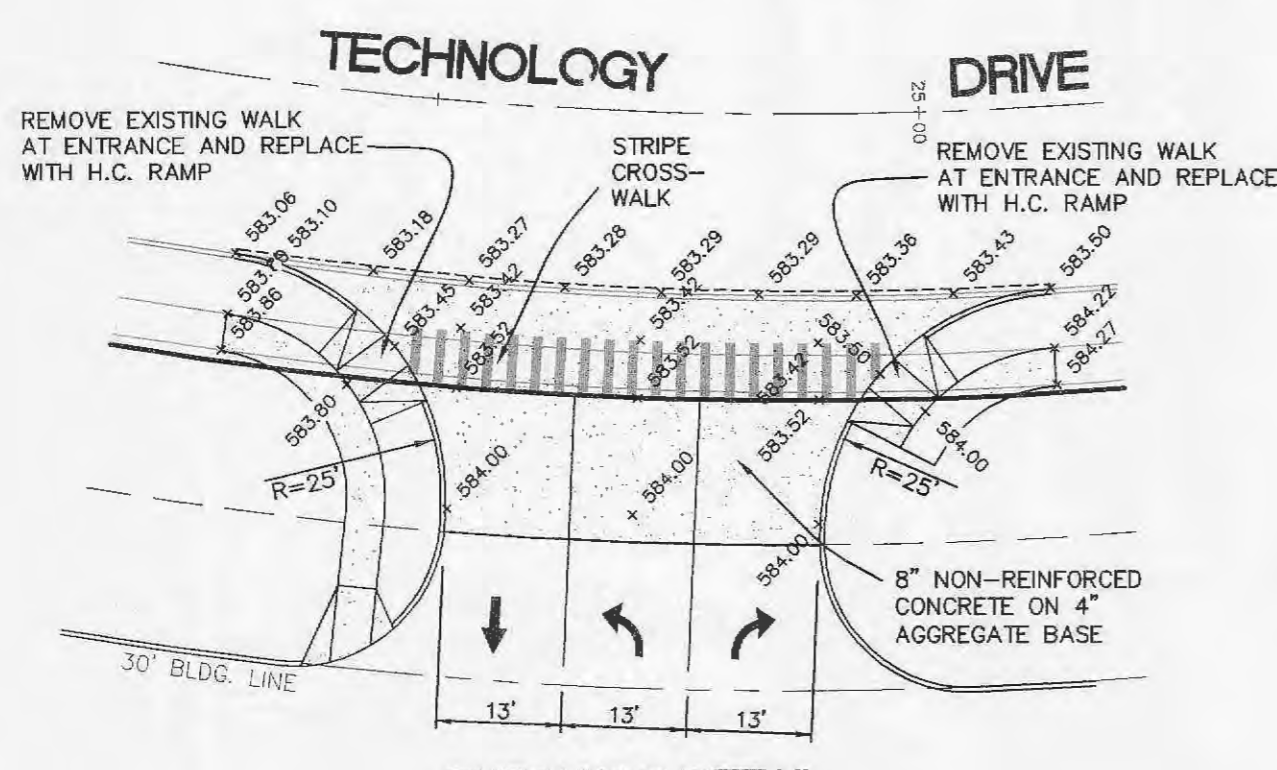 TECHNOLOGY DRIVE
25+00
REMOVE EXISTING WALK
AT ENTRANCE AND REPLACE
WITH H.C. RAMP
STRIPE
CROSS-
WALK
REMOVE EXISTING WALK
AT ENTRANCE AND REPLACE
WITH H.C. RAMP
583.06
583.10
583.18
583.27
583.28
583.29
583.29
583.36
583.43
583.50
583.86
583.45
583.42
583.52
583.42
583.52
583.50
583.42
583.52
584.22
584.27
583.80
584.00
584.00
584.00
584.00
R=25'
R=25'
8" NON-REINFORCED
CONCRETE ON 4"
AGGREGATE BASE
30' BLDG. LINE
13'
13'
13'